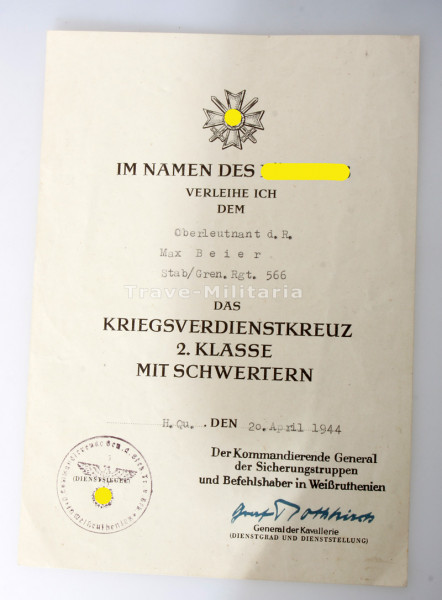 IM NAMEN DES
VERLEIHE ICH
DEM
Oberleutnant d.R.
Max Beier
Stab/Gren.Rgt. 566
Trave-Militaria
DAS
KRIEGSVERDIENSTKREUZ
2. KLASSE
MIT SCHWERTERN
H.Qu. . DEN 20.April 1944
Der Kommandierende General
der Sicherungstruppen
und Befehlshaber in Weißruthenien
(DIENSTSIEGEL)
General der Kavallerie
(DIENSTGRAD UND DIENSTSTELLUNG)